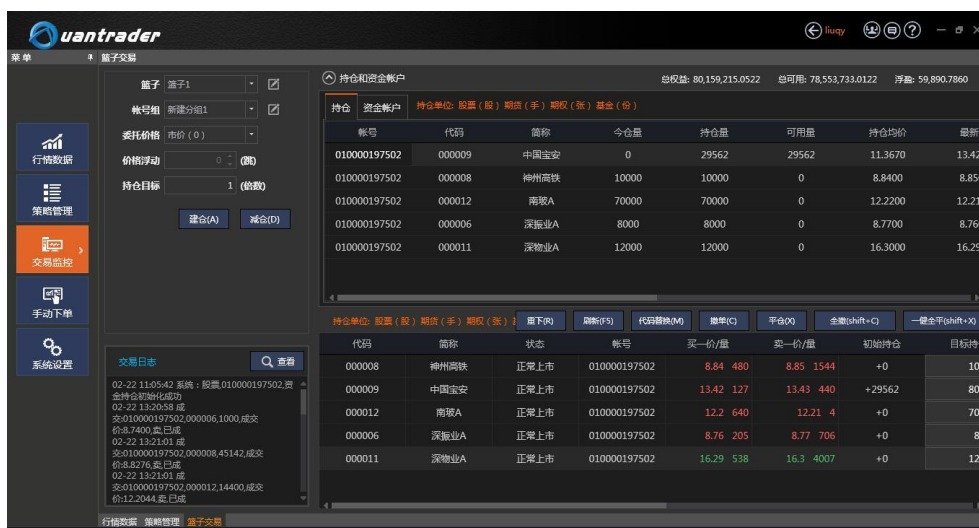 Quantrader
liuqy
菜单
篮子交易
行情数据
策略管理
交易监控
手动下单
系统设置
篮子 篮子1
帐号组 新建分组1
委托价格 市价(0)
价格浮动 0 (跳)
持仓目标 1 (倍数)
建仓(A) 减仓(D)
交易日志 查看
02-22 11:05:42 系统:股票,010000197502,资
金持仓初始化成功
02-22 13:20:58 成
交:010000197502,000006,1000,成交
价:8.7400,卖,已成
02-22 13:21:01 成
交:010000197502,000008,45142,成交
价:8.8276,卖,已成
02-22 13:21:01 成
交:010000197502,000012,14400,成交
价:12.2044,卖,已成
持仓和资金帐户 总权益: 80,159,215.0522 总可用: 78,553,733.0122 浮盈: 59,890.7860
持仓 资金帐户 持仓单位: 股票(股) 期货(手) 期权(张) 基金(份)
帐号 代码 简称 今仓量 持仓量 可用量 持仓均价 最新
010000197502 000009 中国宝安 0 29562 29562 11.3670 13.42
010000197502 000008 神州高铁 10000 10000 0 8.8400 8.85
010000197502 000012 南玻A 70000 70000 0 12.2200 12.21
010000197502 000006 深振业A 8000 8000 0 8.7700 8.76
010000197502 000011 深物业A 12000 12000 0 16.3000 16.29
持仓单位: 股票(股) 期货(手) 期权(张) 重下(R) 刷新(F5) 代码替换(M) 撤单(C) 平仓(X) 全撤(shift+C) 一键全平(shift+X)
代码 简称 状态 帐号 买一价/量 卖一价/量 初始持仓 目标持
000008 神州高铁 正常上市 010000197502 8.84 480 8.85 1544 +0 10
000009 中国宝安 正常上市 010000197502 13.42 127 13.43 440 +29562 80
000012 南玻A 正常上市 010000197502 12.2 640 12.21 4 +0 70
000006 深振业A 正常上市 010000197502 8.76 205 8.77 706 +0 8
000011 深物业A 正常上市 010000197502 16.29 538 16.3 4007 +0 12
行情数据 策略管理 篮子交易